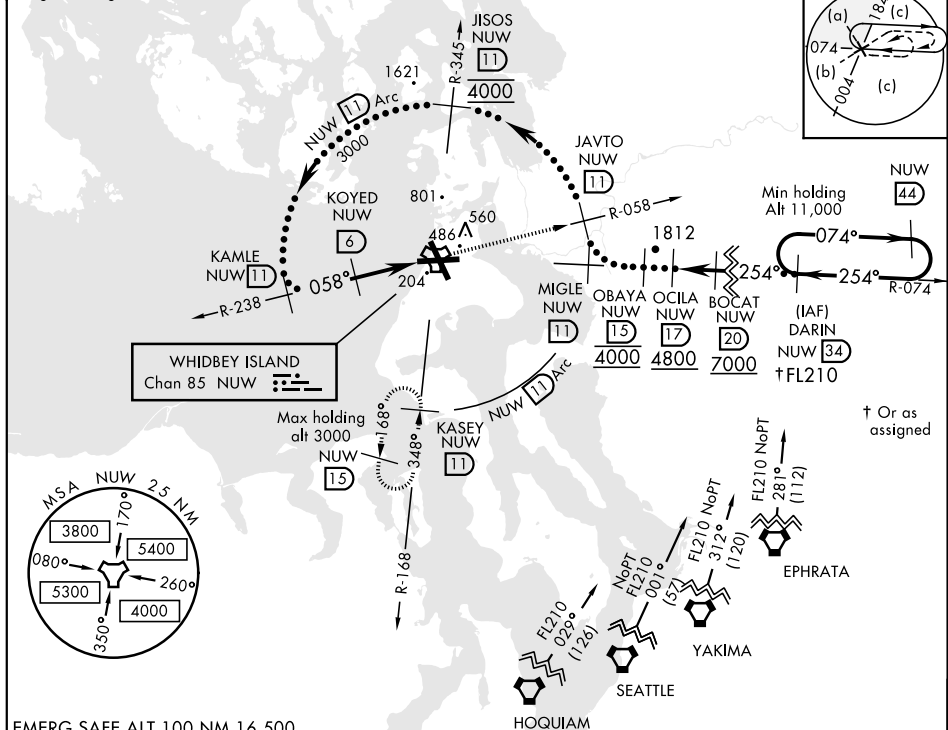 JISOS
NUW
11
4000
R-345
1621
NUW 11 Arc
3000
JAVTO
NUW
11
KOYED
NUW
6
801
560
486
204
R-058
1812
KAMLE
NUW 11
R-238
058°
MIGLE
NUW
11
OBAYA
NUW
15
4000
OCILA
NUW
17
4800
BOCAT
NUW
20
7000
254°
(IAF)
DARIN
NUW 34
† FL210
Min holding
Alt 11,000
NUW
44
074°
254°
R-074
(a)
184
(c)
074
(b)
004
(c)
† Or as
assigned
WHIDBEY ISLAND
Chan 85 NUW
Max holding
alt 3000
NUW
15
168°
348°
KASEY
NUW
11
NUW 11 Arc
R-168
MSA NUW 25 NM
3800
170°
5400
080°
260°
5300
4000
350°
FL210
029°
(126)
HOQUIAM
NoPT
FL210
001°
(57)
SEATTLE
FL210 NoPT
312°
(120)
YAKIMA
FL210 NoPT
281°
(112)
EPHRATA
EMERG SAFE ALT 100 NM 16,500